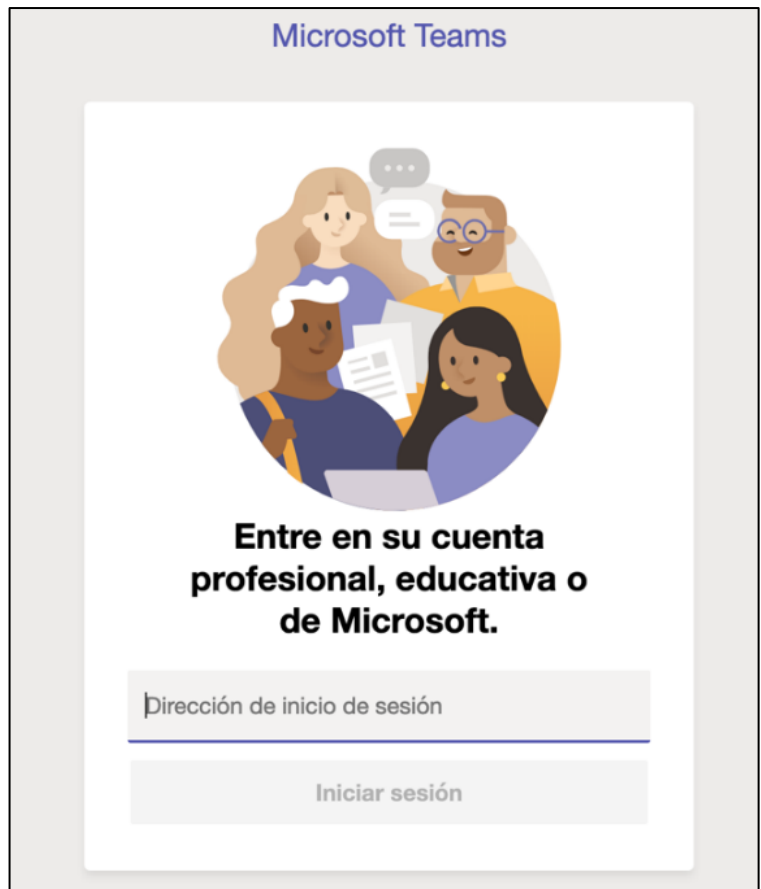 Microsoft Teams
Entre en su cuenta
profesional, educativa o
de Microsoft.
Dirección de inicio de sesión
Iniciar sesión